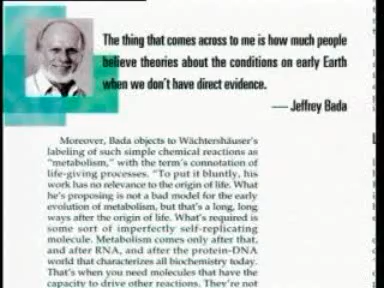 The thing that comes across to me is how much people
believe theories about the conditions on early Earth
when we don't have direct evidence.
— Jeffrey Bada
Moreover, Bada objects to Wächtershäuser's
labeling of such simple chemical reactions as
"metabolism," with the term's connotation of
life-giving processes. "To put it bluntly, his
work has no relevance to the origin of life. What
he's proposing is not a bad model for the early
evolution of metabolism, but that's a long, long
ways after the origin of life. What's required is
some sort of imperfectly self-replicating
molecule. Metabolism comes only after that,
and after RNA, and after the protein-DNA
world that characterizes all biochemistry today.
That's when you need molecules that have the
capacity to drive other reactions. They're not